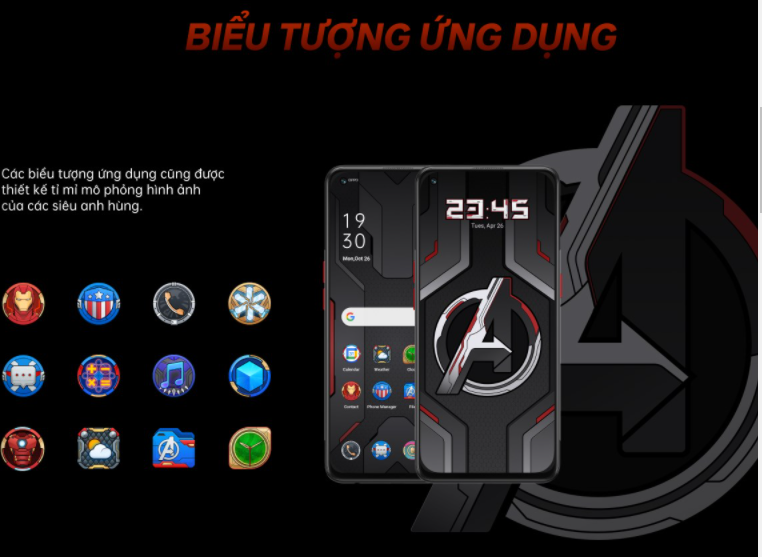 BIỂU TƯỢNG ỨNG DỤNG
Các biểu tượng ứng dụng cũng được
thiết kế tỉ mỉ mô phỏng hình ảnh
của các siêu anh hùng.
19
30
Mon,Oct 26
23:45
Tues, Apr 26
Calendar
Weather
Contact
Phone Manager